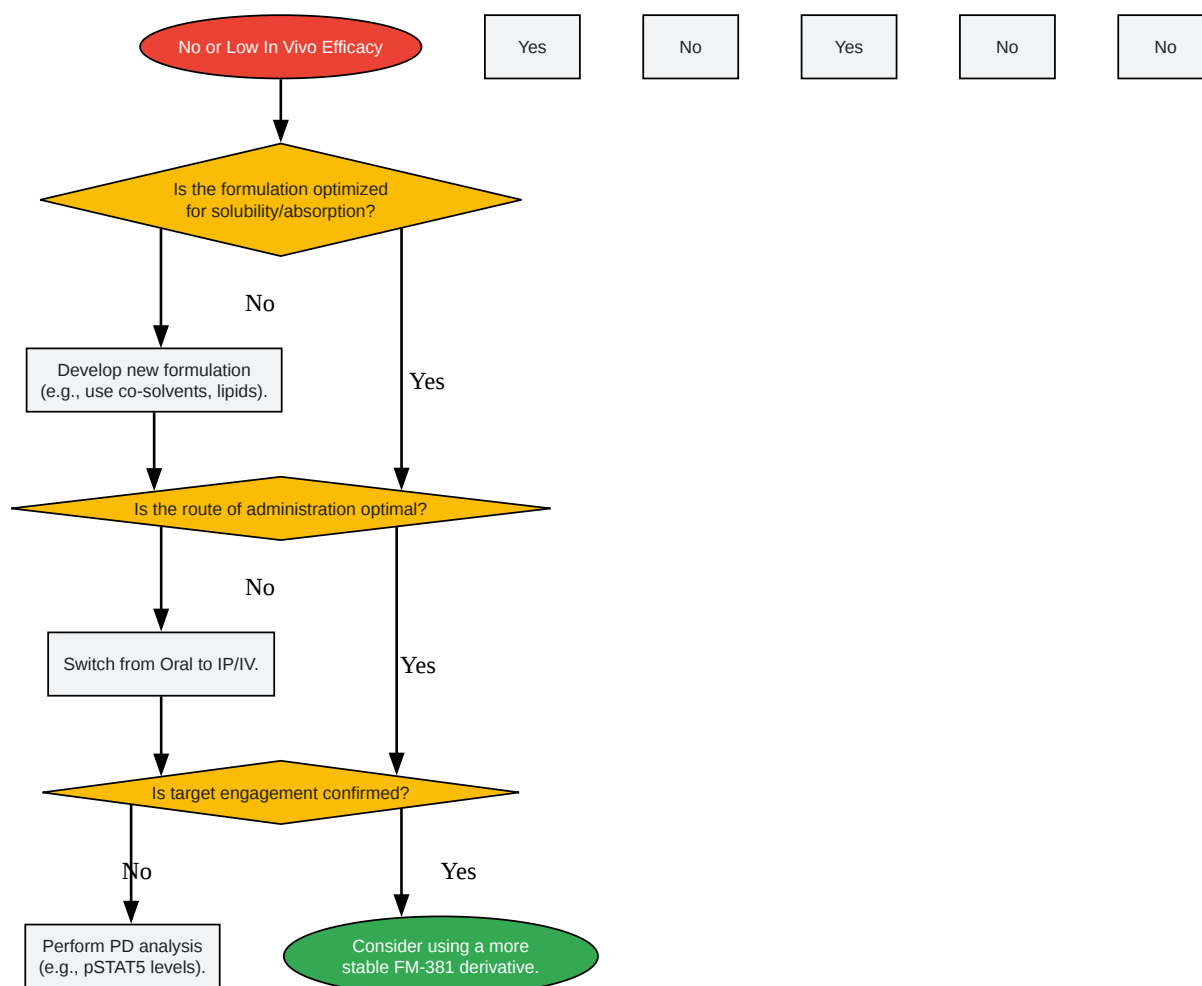 No or Low In Vivo Efficacy
Yes
No
Yes
No
No
Is the formulation optimized
for solubility/absorption?
No
Develop new formulation
(e.g., use co-solvents, lipids).
Yes
Is the route of administration optimal?
No
Switch from Oral to IP/IV.
Yes
Is target engagement confirmed?
No
Yes
Perform PD analysis
(e.g., pSTAT5 levels).
Consider using a more
stable FM-381 derivative.